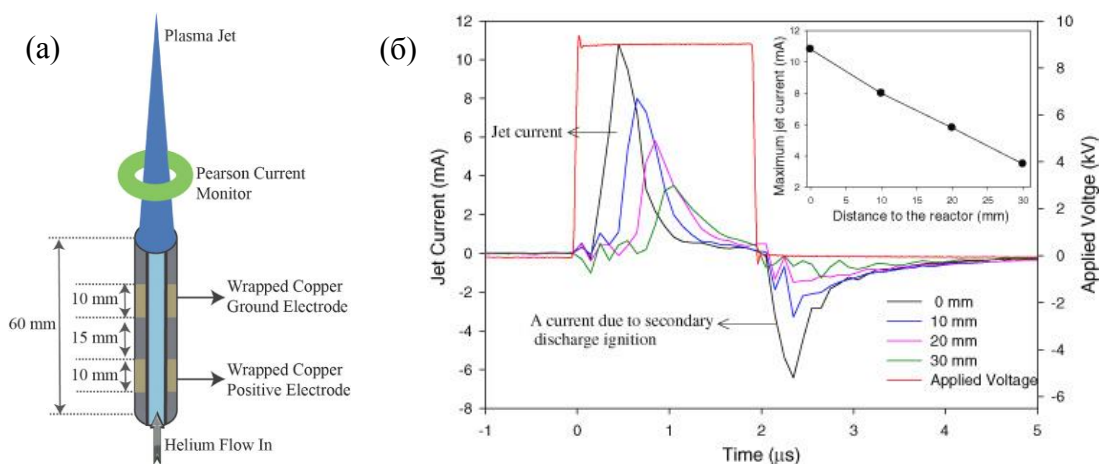 (а)
Plasma Jet
Pearson Current
Monitor
10 mm
Wrapped Copper
Ground Electrode
60 mm
15 mm
10 mm
Wrapped Copper
Positive Electrode
Helium Flow In
(б)
Jet Current (mA)
12
10
8
6
4
2
0
-2
-4
-6
-8
Jet current
A current due to secondary
discharge ignition
Maximum jet current (mA)
12
10
8
6
4
2
0
5
10
15
20
25
30
Distance to the reactor (mm)
0 mm
10 mm
20 mm
30 mm
Applied Voltage
10
8
6
4
2
0
-2
-4
-6
Applied Voltge (kV)
-1
0
1
2
3
4
5
Time (μs)